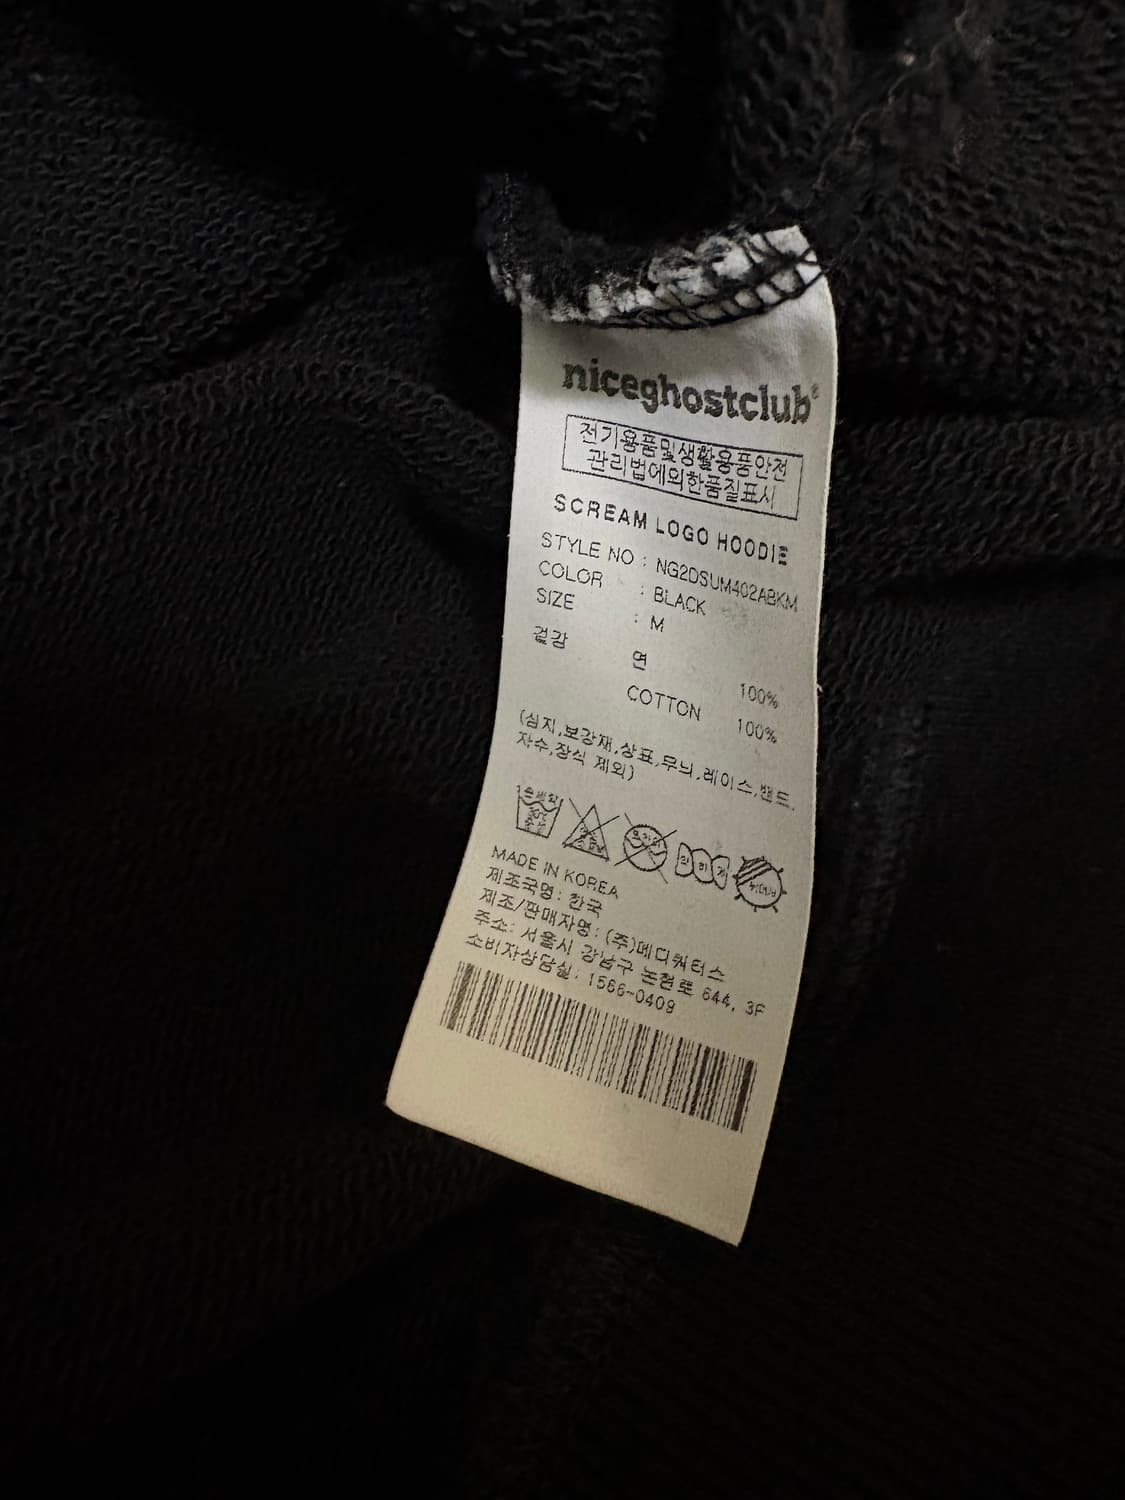 niceghostclub®
전기용품및생활용품안전
관리법에의한품질표시
SCREAM LOGO HOODIE
STYLE NO : NG2DSUM402ABKM
COLOR : BLACK
SIZE : M
겉감 면 100%
COTTON 100%
(심지,보강재,상표,무늬,레이스,밴드,
자수,장식 제외)
MADE IN KOREA
제조국명: 한국
제조/판매자명: (주)메디쿼터스
주소: 서울시 강남구 논현로 644, 3F
소비자상담실: 1566-0409